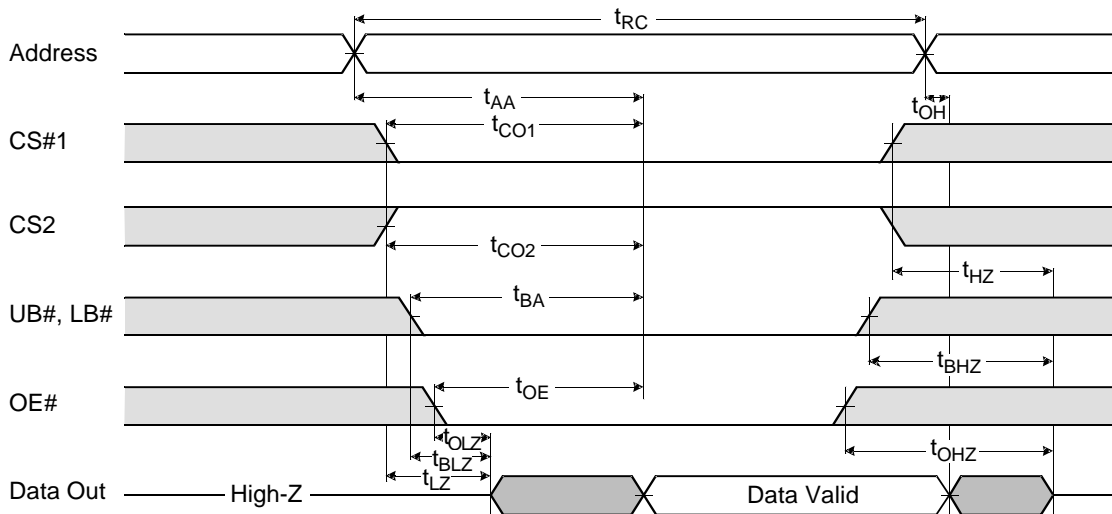 tRC
Address
tAA
tOH
tCO1
CS#1
CS2
tCO2
tHZ
tBA
UB#, LB#
tBHZ
tOE
OE#
tOLZ
tOHZ
tBLZ
tLZ
Data Out High-Z Data Valid